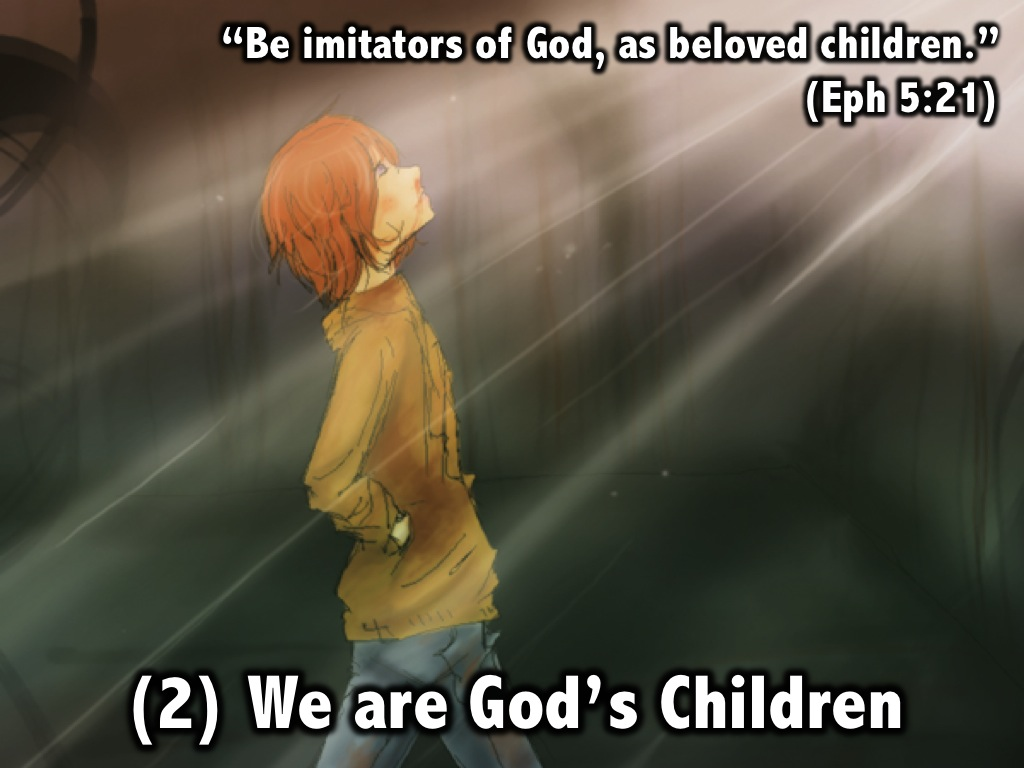 “Be imitators of God, as beloved children.”
(Eph 5:21)
(2) We are God’s Children